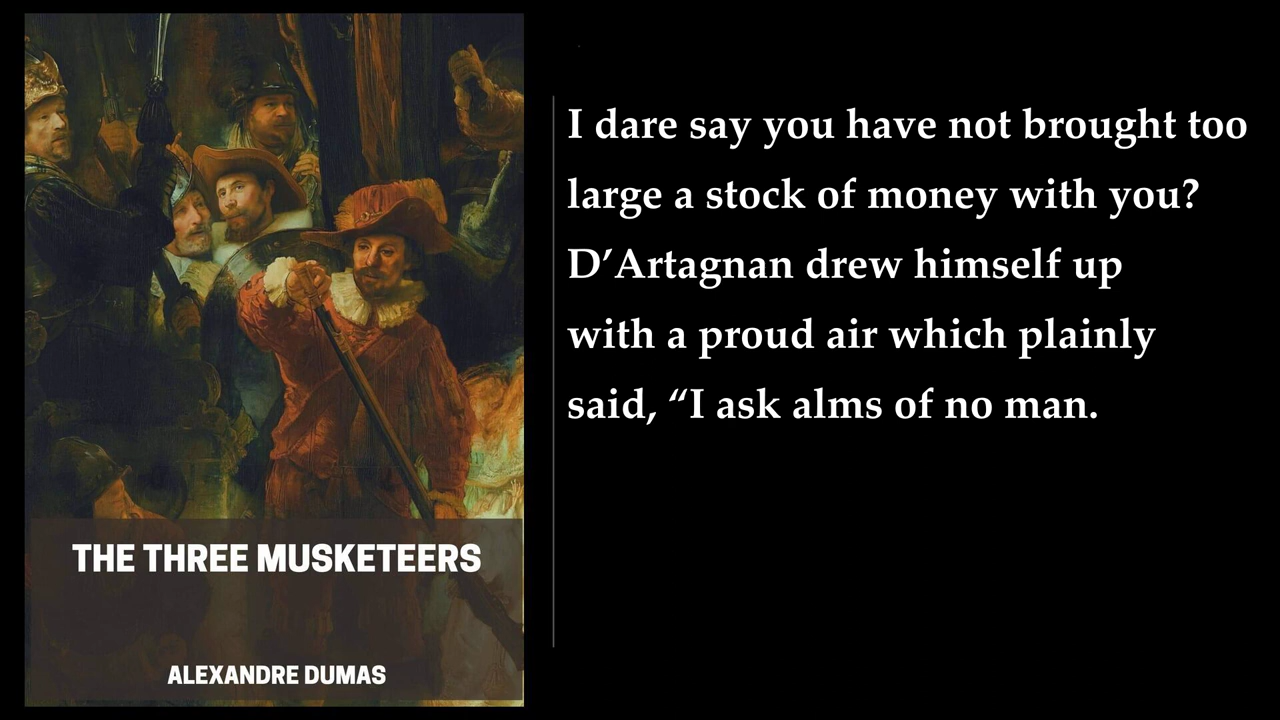 THE THREE MUSKETEERS
ALEXANDRE DUMAS
I dare say you have not brought too
large a stock of money with you?
D’Artagnan drew himself up
with a proud air which plainly
said, “I ask alms of no man.